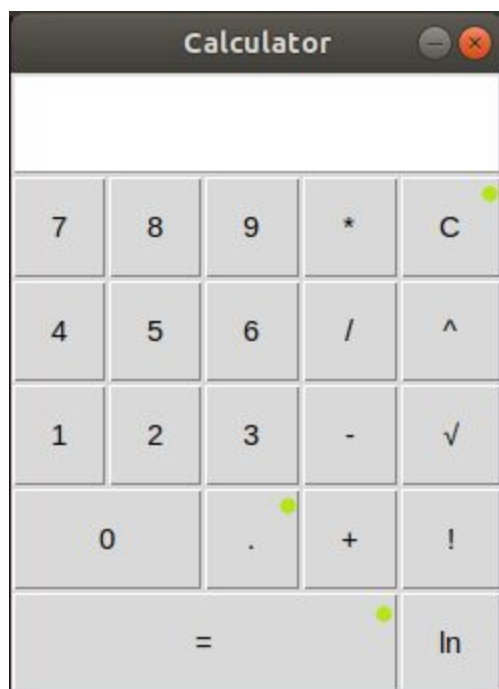 Calculator
7 8 9 * C
4 5 6 / ^
1 2 3 - √
0 . + !
= ln